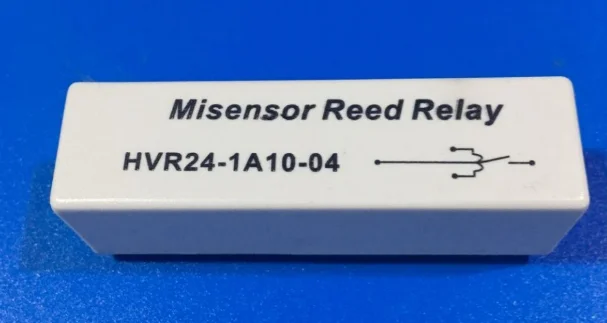 Misensor Reed Relay
HVR24-1A10-04